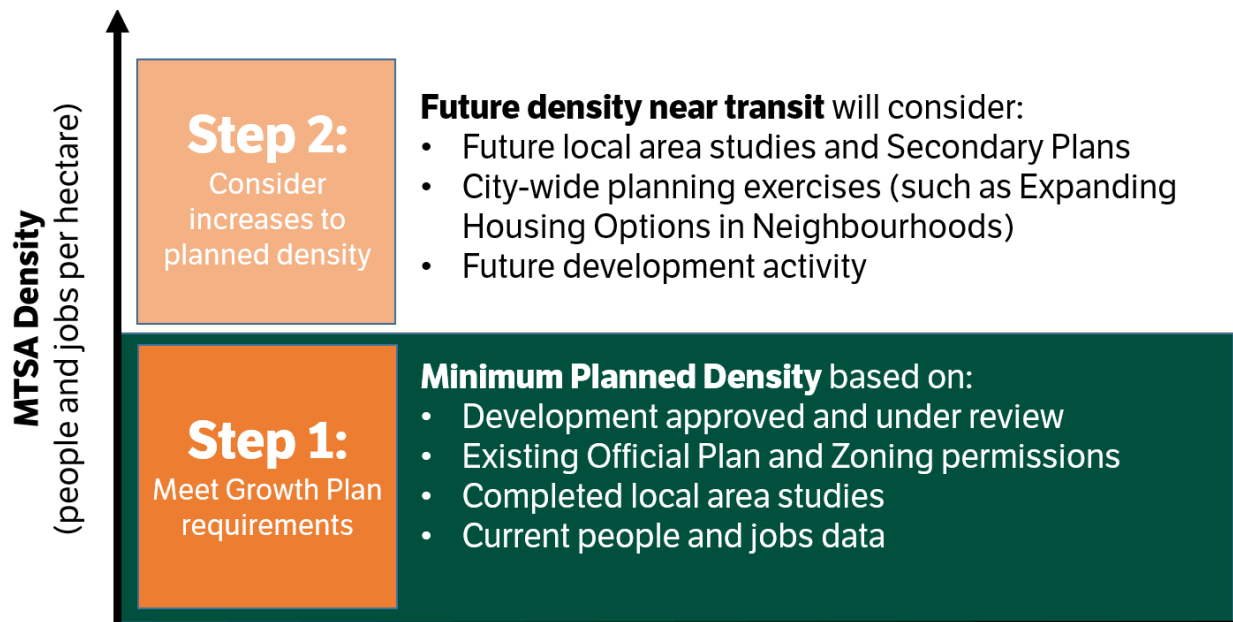 MTSA Density
(people and jobs per hectare)
Step 2:
Consider
increases to
planned density
Future density near transit will consider:
• Future local area studies and Secondary Plans
• City-wide planning exercises (such as Expanding
Housing Options in Neighbourhoods)
• Future development activity
Step 1:
Meet Growth Plan
requirements
Minimum Planned Density based on:
• Development approved and under review
• Existing Official Plan and Zoning permissions
• Completed local area studies
• Current people and jobs data